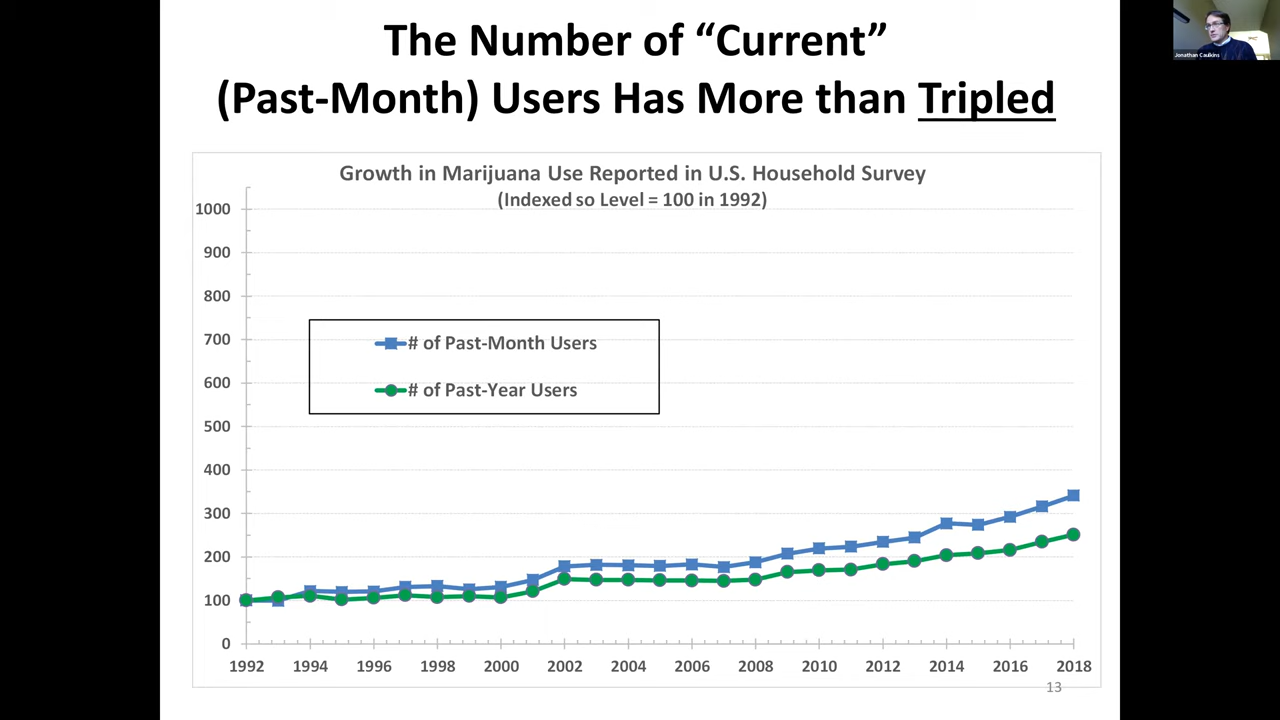 The Number of “Current”
(Past-Month) Users Has More than Tripled
Jonathan Caulkins
Growth in Marijuana Use Reported in U.S. Household Survey
(Indexed so Level = 100 in 1992)
1000
900
800
700
600
500
400
300
200
100
0
# of Past-Month Users
# of Past-Year Users
1992 1994 1996 1998 2000 2002 2004 2006 2008 2010 2012 2014 2016 2018
13